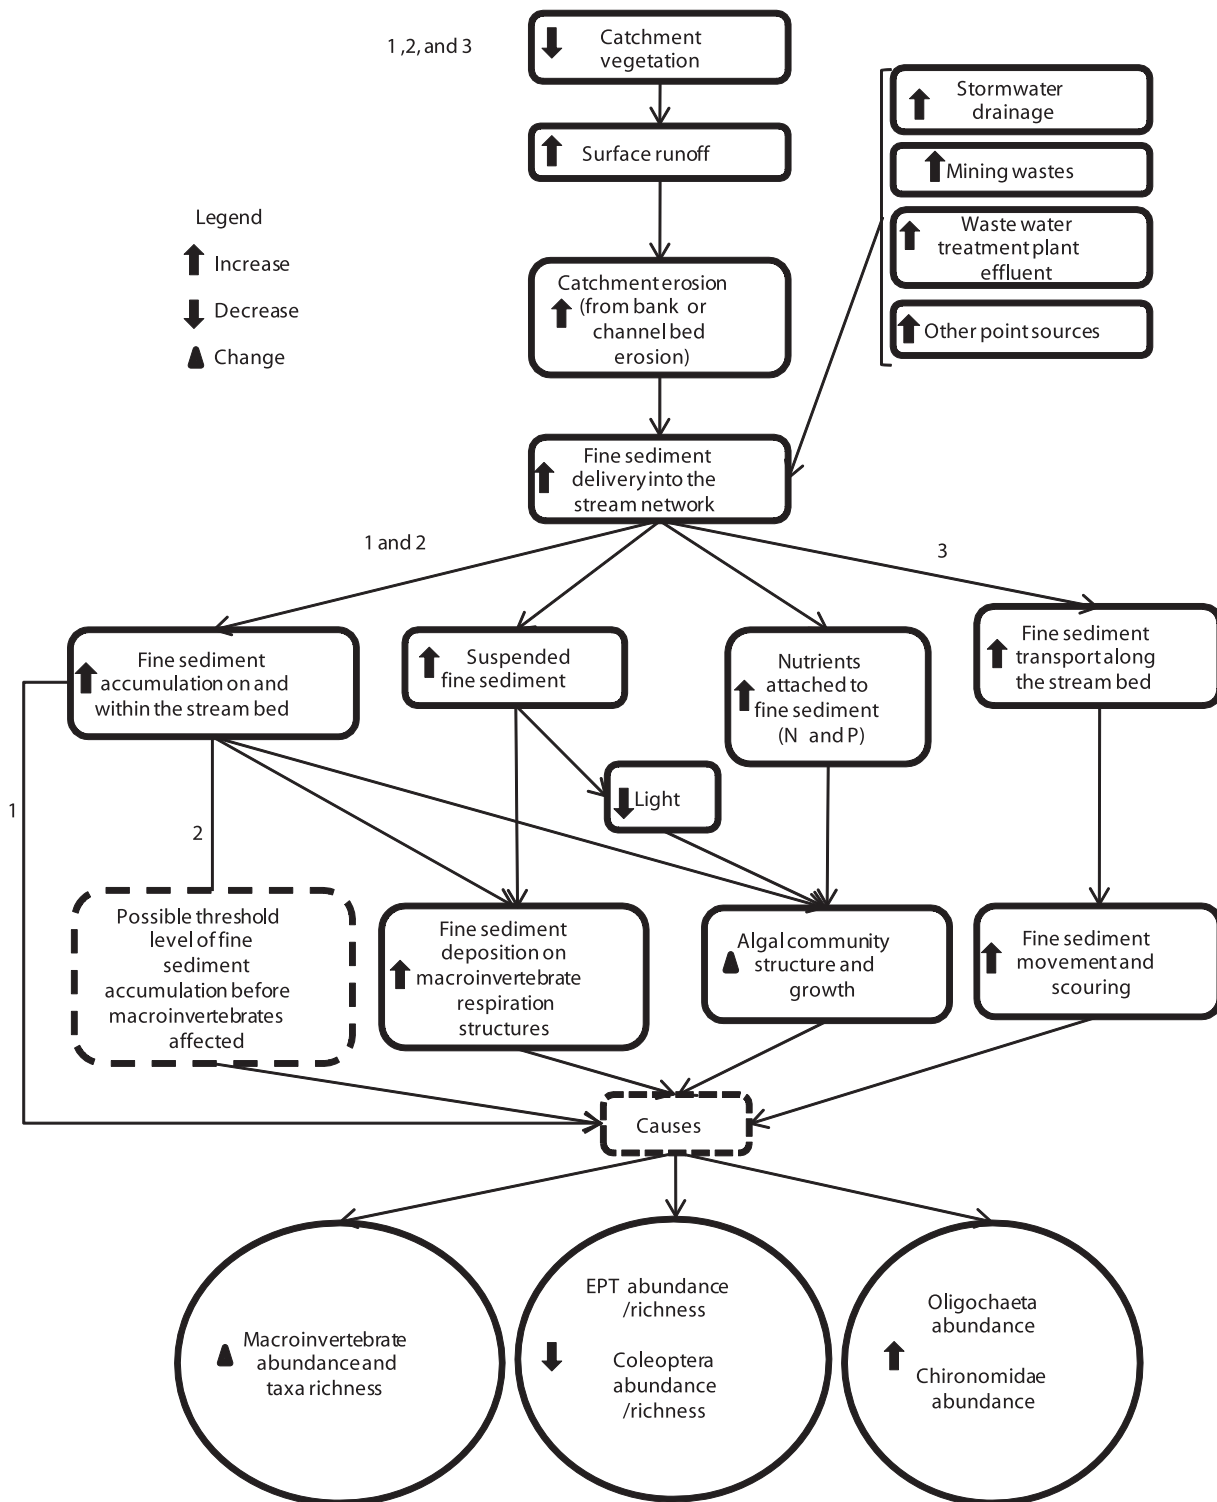 1 ,2, and 3
Catchment
vegetation
Stormwater
drainage
Surface runoff
Mining wastes
Waste water
treatment plant
effluent
Other point sources
Legend
Increase
Decrease
Change
Catchment erosion
(from bank or
channel bed
erosion)
Fine sediment
delivery into the
stream network
1 and 2
3
Fine sediment
accumulation on and
within the stream bed
Suspended
fine sediment
Nutrients
attached to
fine sediment
(N and P)
Fine sediment
transport along
the stream bed
Light
1
2
Possible threshold
level of fine
sediment
accumulation before
macroinvertebrates
affected
Fine sediment
deposition on
macroinvertebrate
respiration
structures
Algal community
structure and
growth
Fine sediment
movement and
scouring
Causes
Macroinvertebrate
abundance and
taxa richness
EPT abundance
/richness
Coleoptera
abundance
/richness
Oligochaeta
abundance
Chironomidae
abundance